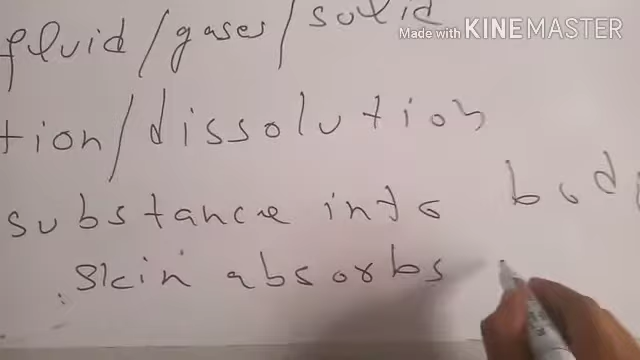 fluid/gases/solid
Made with KINEMASTER
tion/dissolution
substance into body
skin absorbs